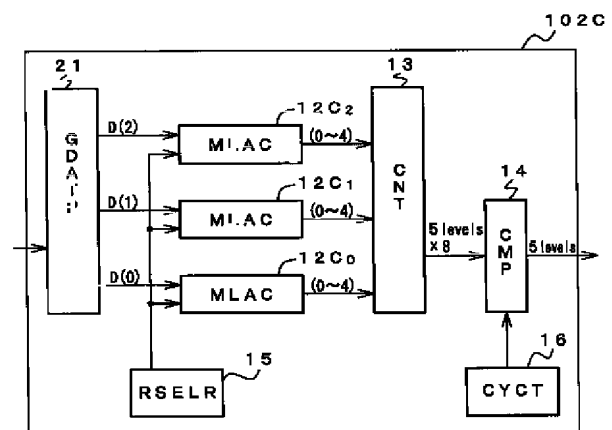 102C
21
GDATP
D(2)
D(1)
D(0)
12C2
MLAC
(0~4)
12C1
MLAC
(0~4)
12C0
MLAC
(0~4)
13
CNT
5 levels
×8
14
CMP
5 levels
15
RSELR
16
CYCT